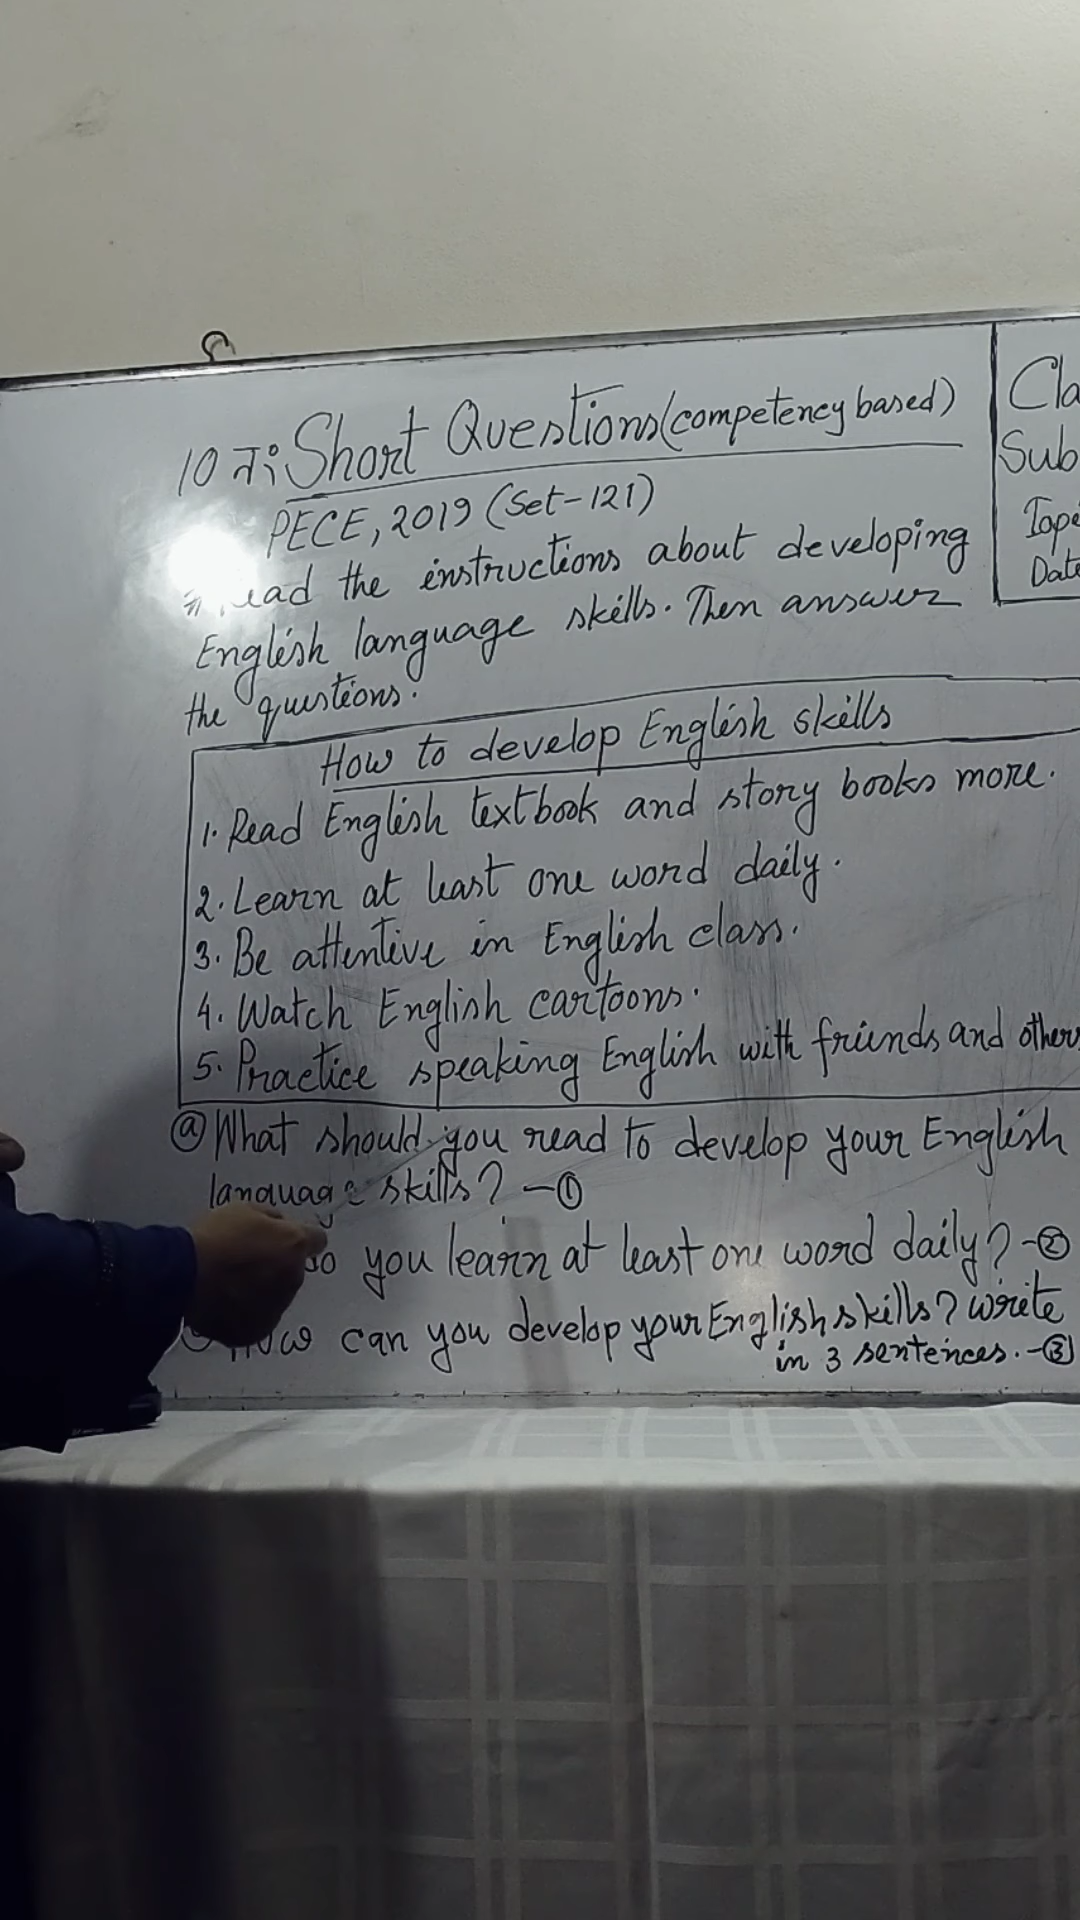 10 নং Short Questions (competency based)
PECE, 2019 (Set-121)
the instructions about developing
English language skills. Then answer
the questions.
How to develop English skills
1. Read English textbook and story books more.
2. Learn at least one word daily.
3. Be attentive in English class.
4. Watch English cartoons.
5. Practice speaking English with friends and others
ⓐ What should you read to develop your English
language skills? -①
you learn at least one word daily? -②
can you develop your English skills? Write
in 3 sentences. -③
Cla
Sub
Topi
Date